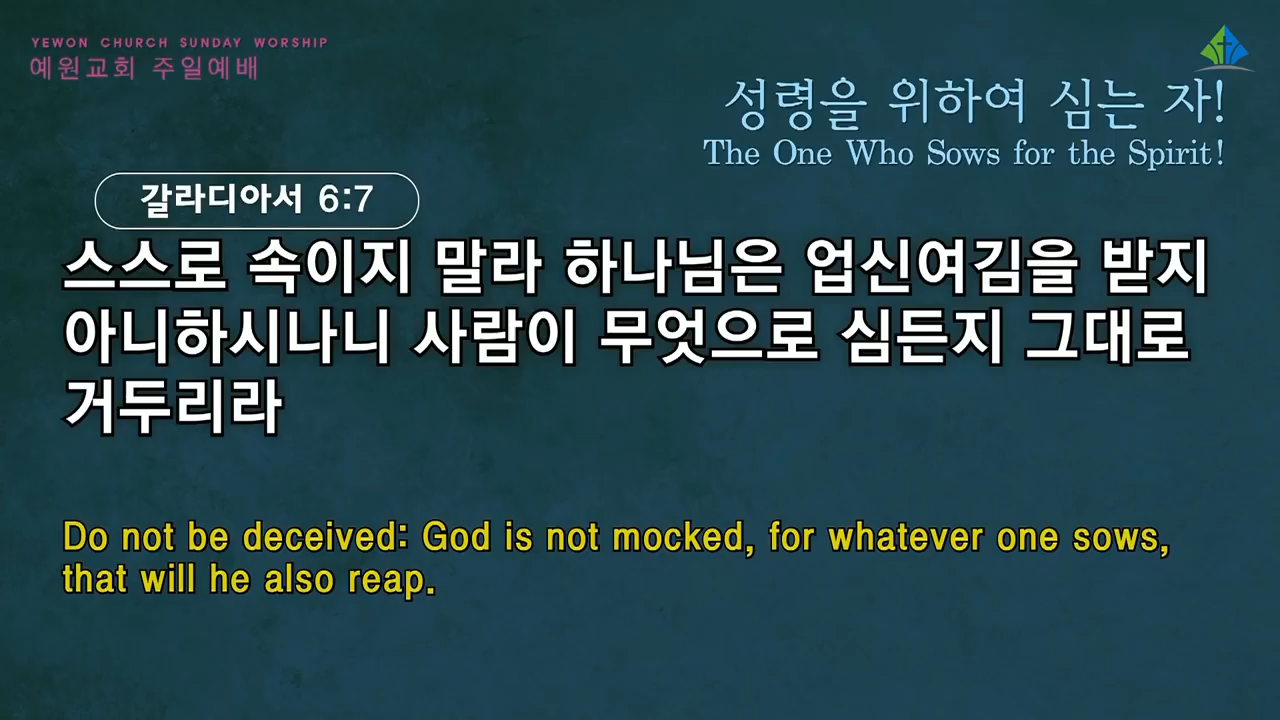 YEWON CHURCH SUNDAY WORSHIP
예원교회 주일예배
성령을 위하여 심는 자!
The One Who Sows for the Spirit!
갈라디아서 6:7
스스로 속이지 말라 하나님은 업신여김을 받지
아니하시나니 사람이 무엇으로 심든지 그대로
거두리라
Do not be deceived: God is not mocked, for whatever one sows,
that will he also reap.